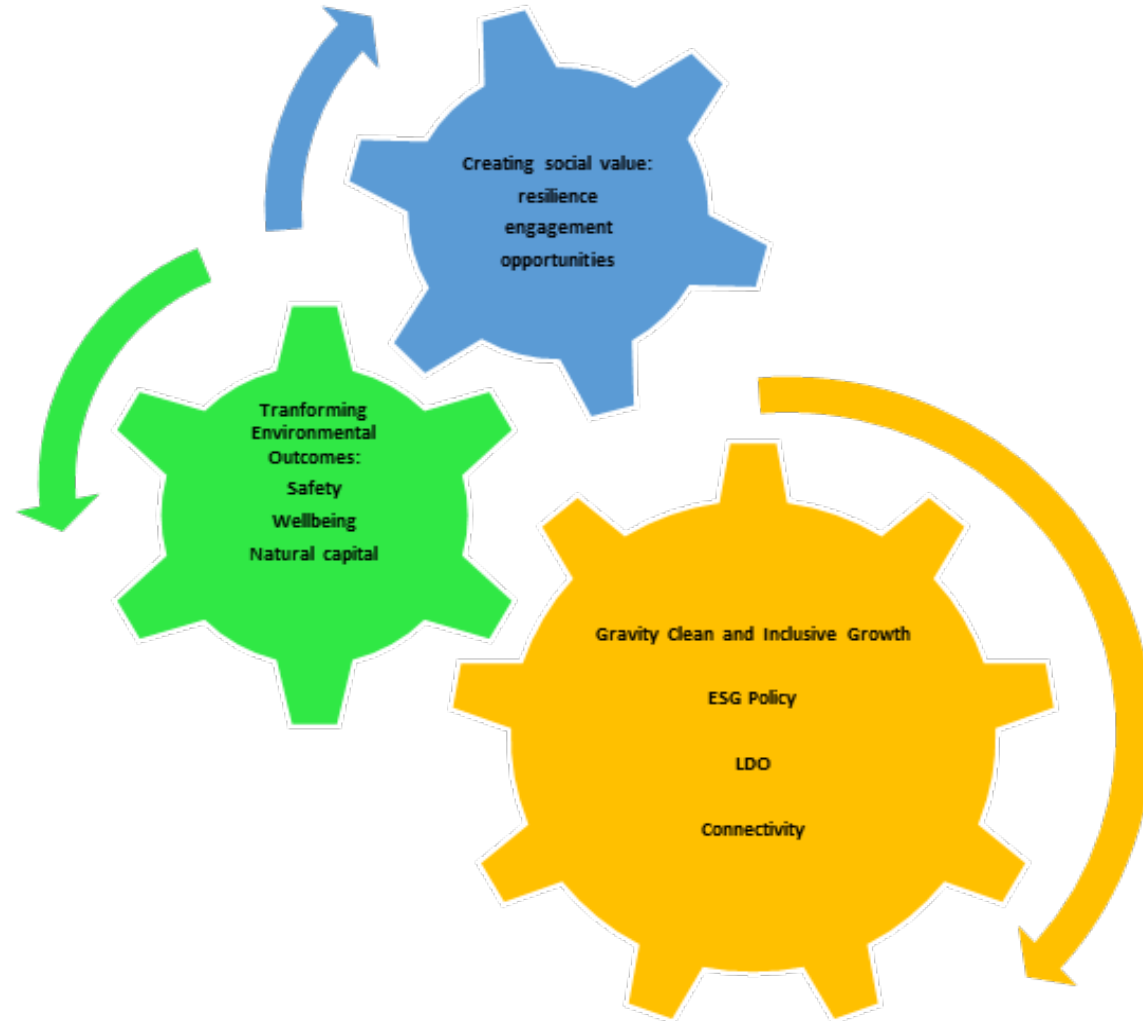 Creating social value:
resilience
engagement
opportunities
Tranforming
Environmental
Outcomes:
Safety
Wellbeing
Natural capital
Gravity Clean and Inclusive Growth
ESG Policy
LDO
Connectivity